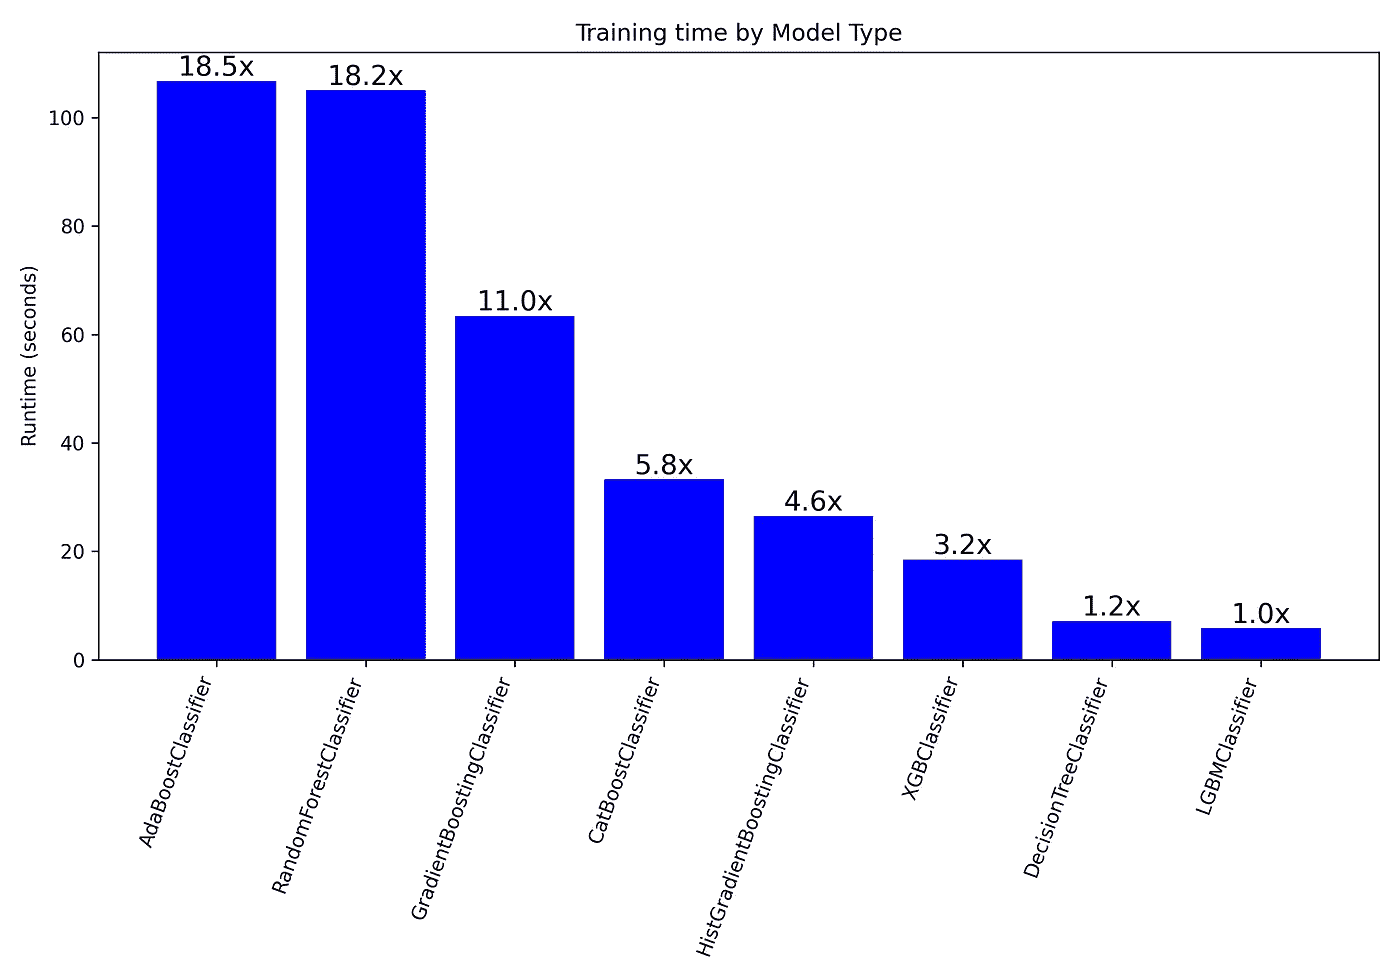 Training time by Model Type
18.5x
18.2x
11.0x
5.8x
4.6x
3.2x
1.2x
1.0x
100
80
60
40
20
0
Runtime (seconds)
AdaBoostClassifier
RandomForestClassifier
GradientBoostingClassifier
CatBoostClassifier
HistGradientBoostingClassifier
XGBClassifier
DecisionTreeClassifier
LGBMClassifier